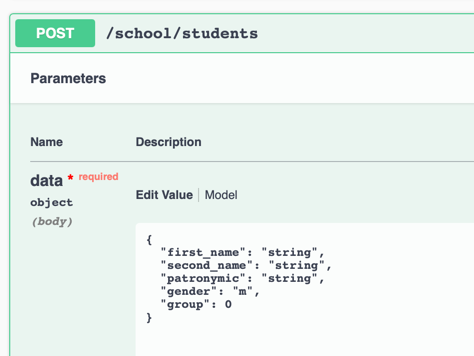 POST /school/students
Parameters
Name Description
data * required
object
(body)
Edit Value | Model
{
  "first_name": "string",
  "second_name": "string",
  "patronymic": "string",
  "gender": "m",
  "group": 0
}